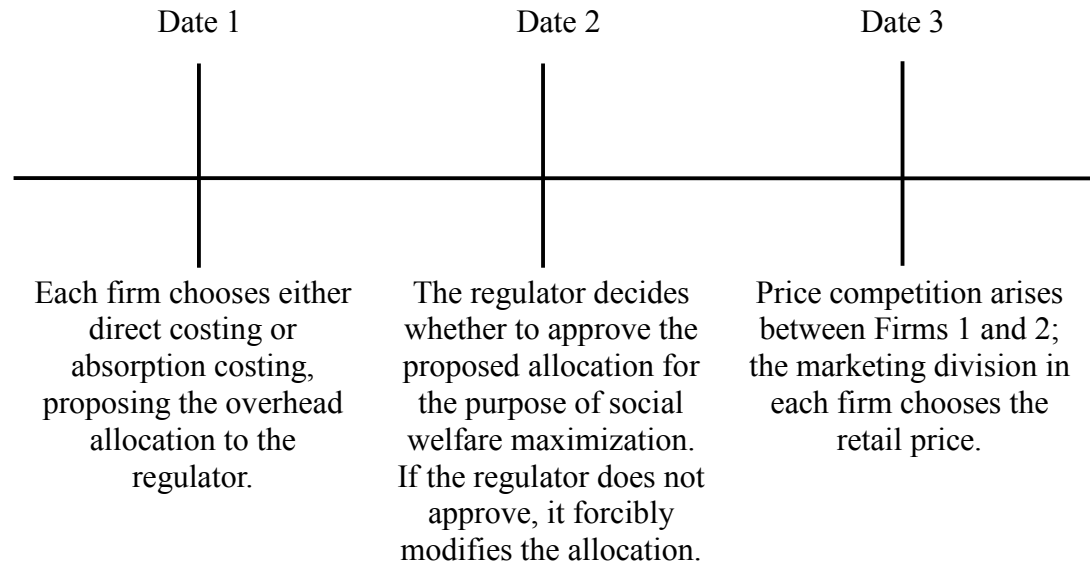 Date 1
Date 2
Date 3
Each firm chooses either
direct costing or
absorption costing,
proposing the overhead
allocation to the
regulator.
The regulator decides
whether to approve the
proposed allocation for
the purpose of social
welfare maximization.
If the regulator does not
approve, it forcibly
modifies the allocation.
Price competition arises
between Firms 1 and 2;
the marketing division in
each firm chooses the
retail price.